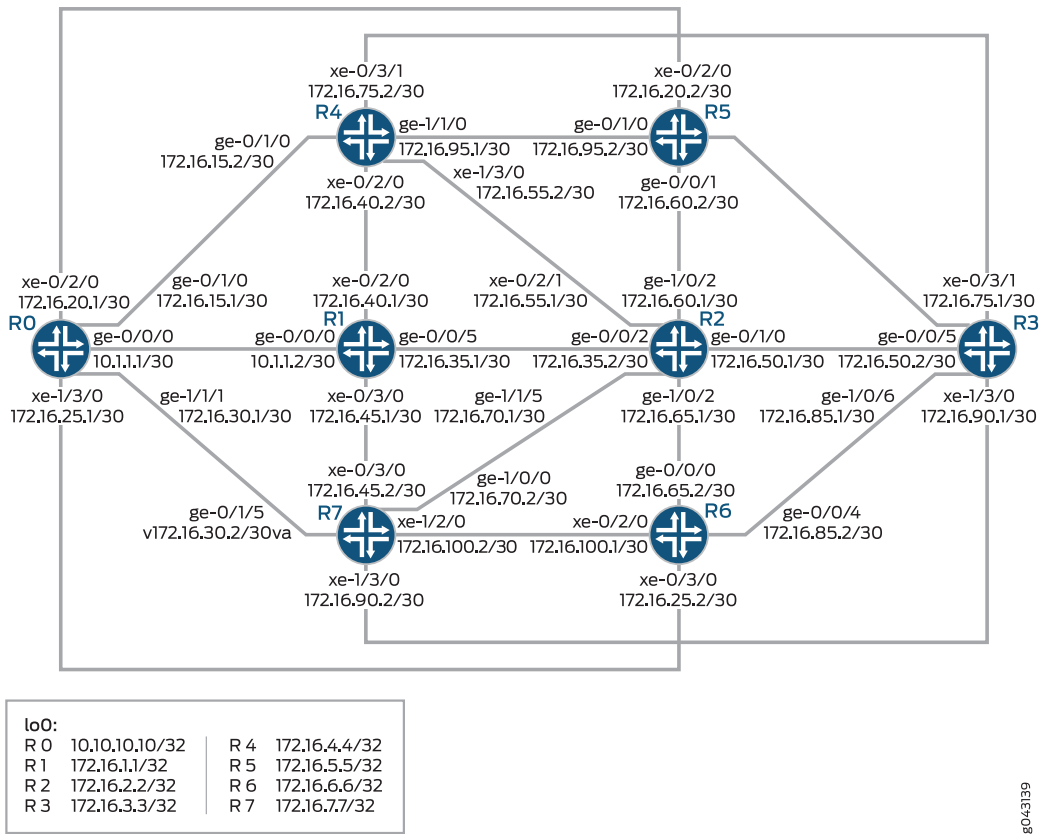 xe-0/3/1
172.16.75.2/30
R4
xe-0/2/0
172.16.20.2/30
R5
ge-0/1/0
172.16.15.2/30
ge-1/1/0
172.16.95.1/30
ge-0/1/0
172.16.95.2/30
xe-1/3/0
172.16.55.2/30
xe-0/2/0
172.16.40.2/30
ge-0/0/1
172.16.60.2/30
xe-0/2/0
172.16.20.1/30
ge-0/1/0
172.16.15.1/30
xe-0/2/0
172.16.40.1/30
xe-0/2/1
172.16.55.1/30
ge-1/0/2
172.16.60.1/30
xe-0/3/1
172.16.75.1/30
R0
R1
R2
R3
ge-0/0/0
10.1.1.1/30
ge-0/0/0
10.1.1.2/30
ge-0/0/5
172.16.35.1/30
ge-0/0/2
172.16.35.2/30
ge-0/1/0
172.16.50.1/30
ge-0/0/5
172.16.50.2/30
xe-1/3/0
172.16.25.1/30
ge-1/1/1
172.16.30.1/30
xe-0/3/0
172.16.45.1/30
ge-1/1/5
172.16.70.1/30
ge-1/0/2
172.16.65.1/30
ge-1/0/6
172.16.85.1/30
xe-1/3/0
172.16.90.1/30
xe-0/3/0
172.16.45.2/30
ge-1/0/0
172.16.70.2/30
ge-0/0/0
172.16.65.2/30
ge-0/1/5
v172.16.30.2/30va
R7
xe-1/2/0
172.16.100.2/30
xe-0/2/0
172.16.100.1/30
R6
ge-0/0/4
172.16.85.2/30
xe-1/3/0
172.16.90.2/30
xe-0/3/0
172.16.25.2/30
lo0:
R 0 10.10.10.10/32
R 1 172.16.1.1/32
R 2 172.16.2.2/32
R 3 172.16.3.3/32
R 4 172.16.4.4/32
R 5 172.16.5.5/32
R 6 172.16.6.6/32
R 7 172.16.7.7/32
g043139